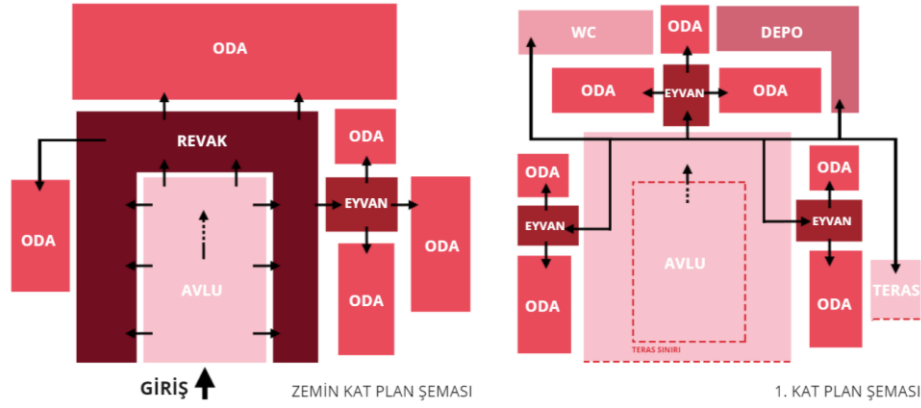 ODA
REVAK
ODA
ODA
EYVAN
ODA
ODA
AVLU
GİRİŞ
ZEMİN KAT PLAN ŞEMASI
WC
ODA
DEPO
ODA
EYVAN
ODA
ODA
EYVAN
ODA
AVLU
TERAS SINIRI
ODA
EYVAN
ODA
TERAS
1. KAT PLAN ŞEMASI